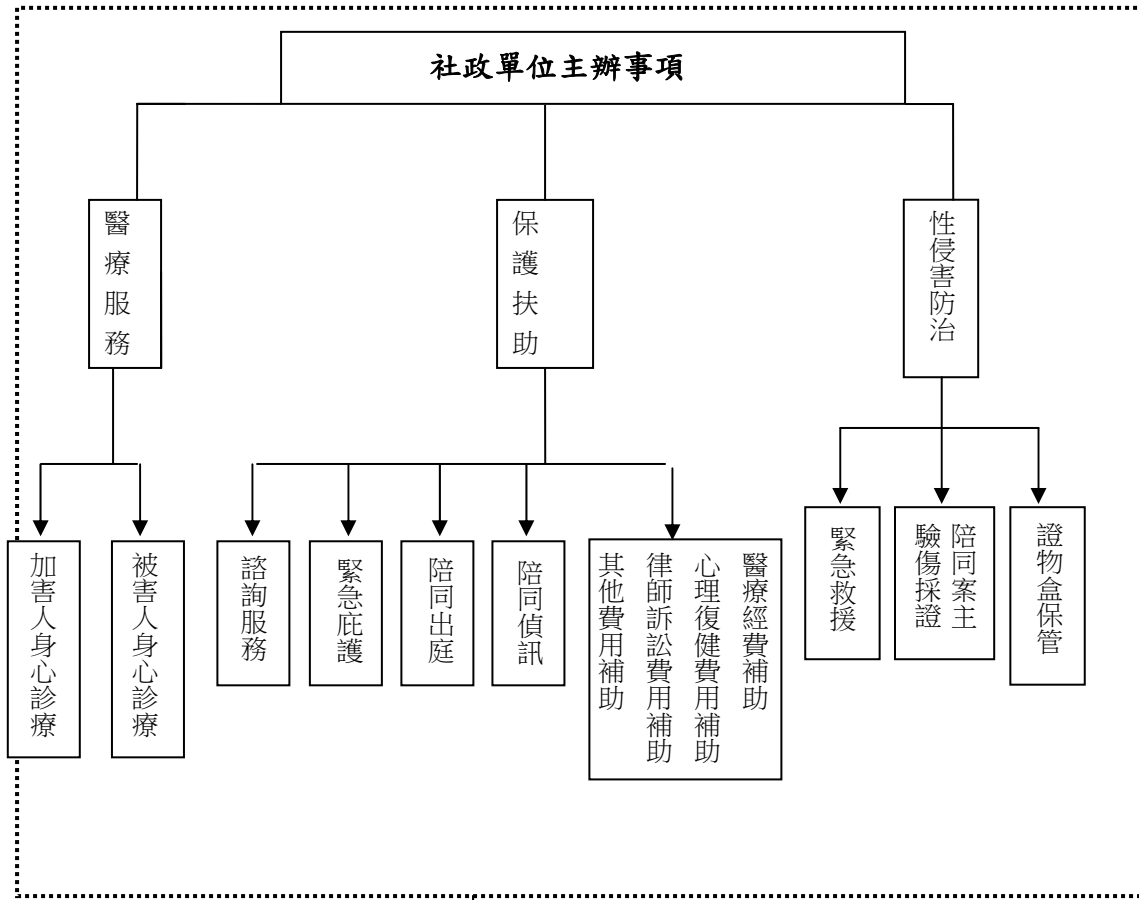 社政單位主辦事項
醫療服務
保護扶助
性侵害防治
加害人身心診療
被害人身心診療
諮詢服務
緊急庇護
陪同出庭
陪同偵訊
醫療經費補助
心理復健費用補助
律師訴訟費用補助
其他費用補助
緊急救援
陪同案主
驗傷採證
證物盒保管